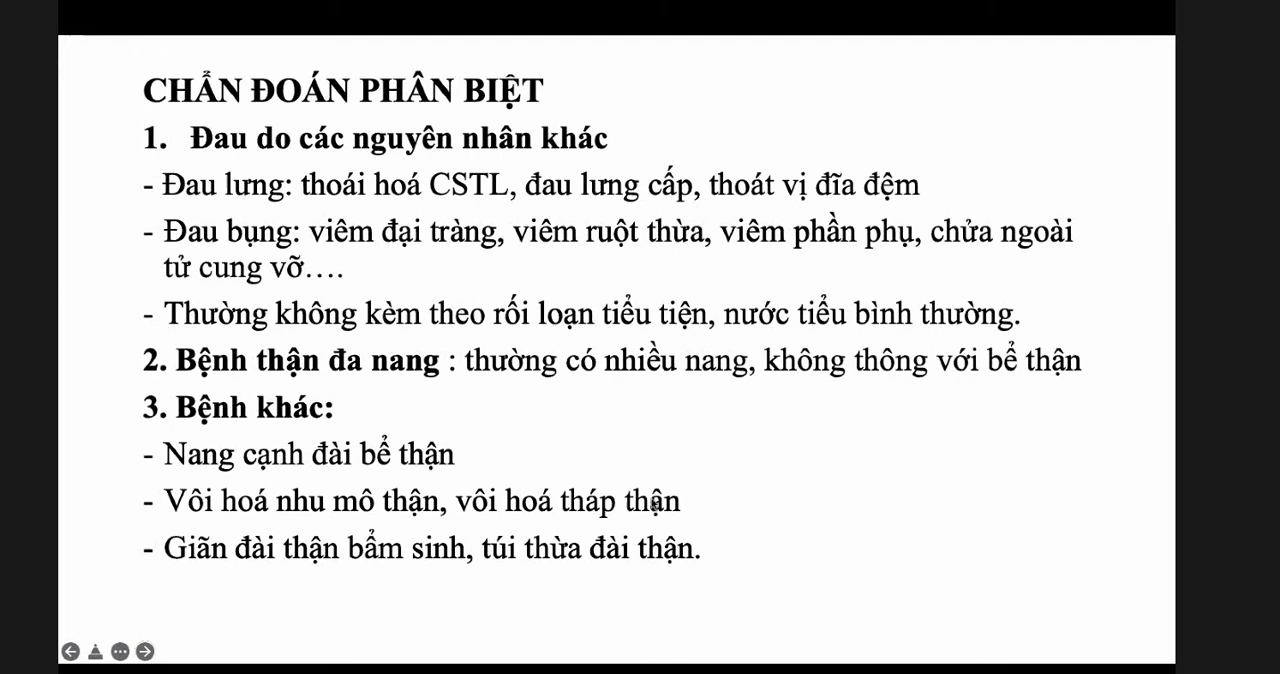 CHẨN ĐOÁN PHÂN BIỆT
1. Đau do các nguyên nhân khác
- Đau lưng: thoái hoá CSTL, đau lưng cấp, thoát vị đĩa đệm
- Đau bụng: viêm đại tràng, viêm ruột thừa, viêm phần phụ, chửa ngoài
tử cung vỡ….
- Thường không kèm theo rối loạn tiểu tiện, nước tiểu bình thường.
2. Bệnh thận đa nang : thường có nhiều nang, không thông với bể thận
3. Bệnh khác:
- Nang cạnh đài bể thận
- Vôi hoá nhu mô thận, vôi hoá tháp thận
- Giãn đài thận bẩm sinh, túi thừa đài thận.